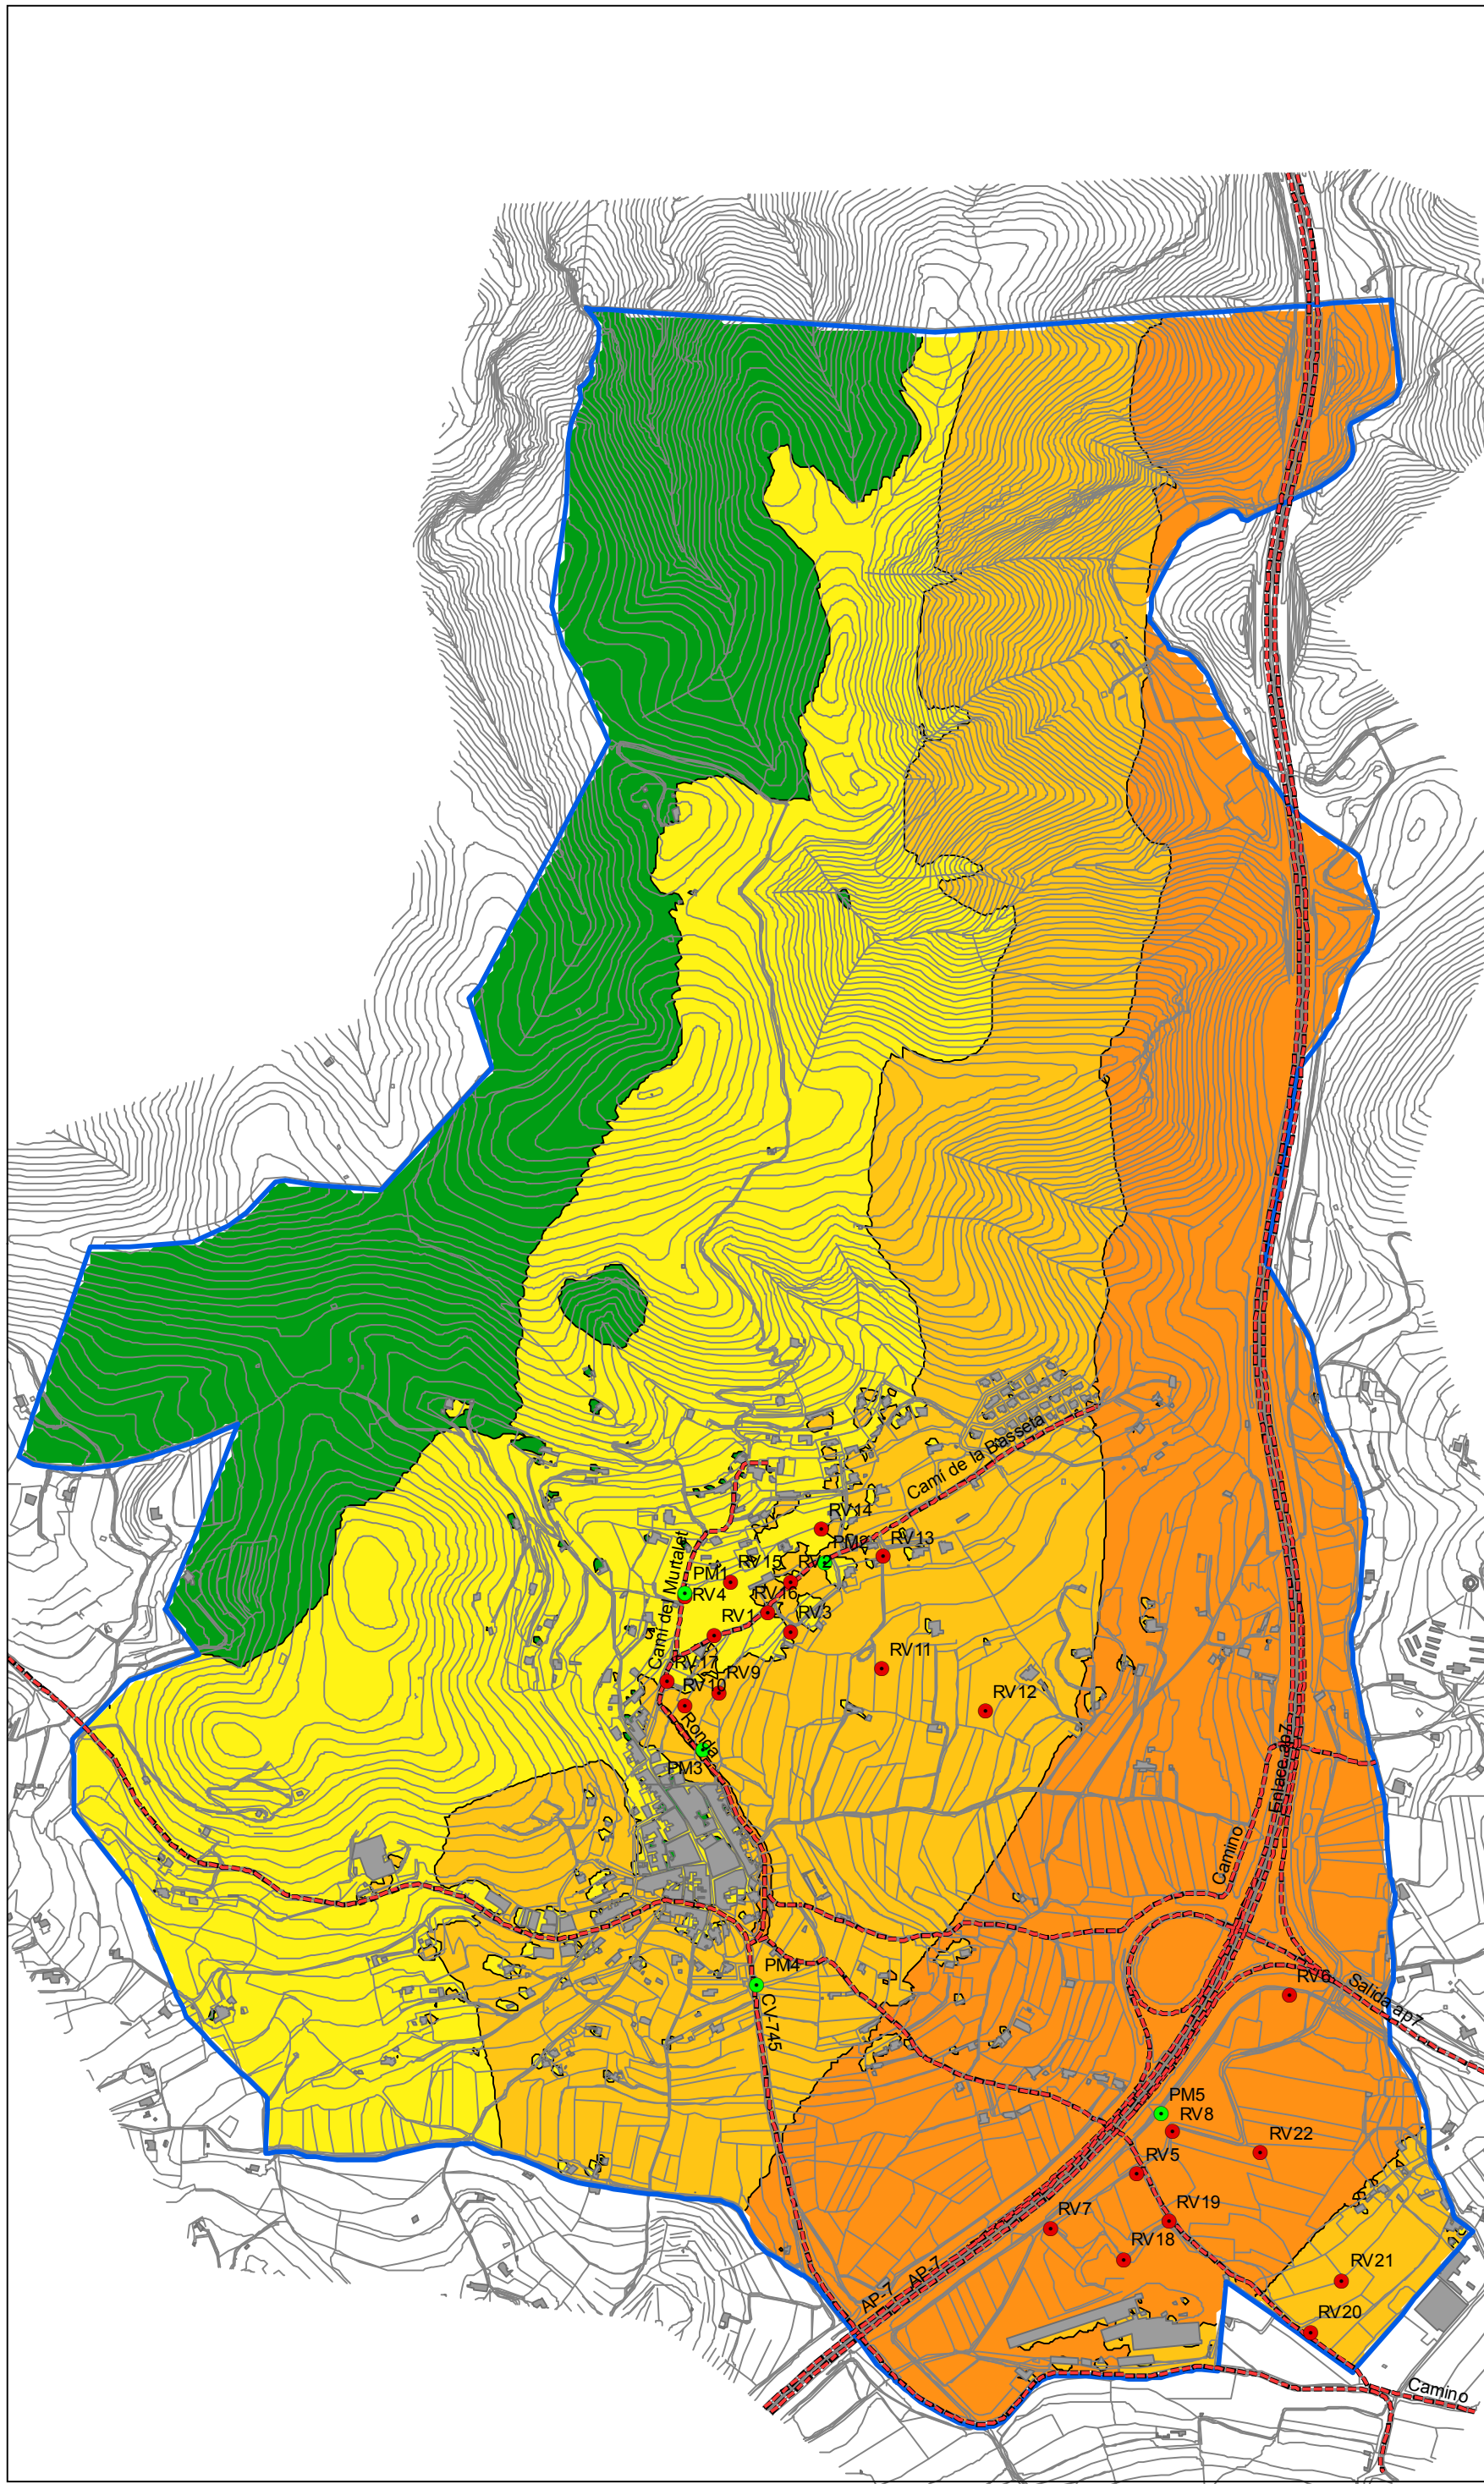 Camí de la Basseta
RV14
PM2
RV13
Camí del Murtalet
PM1
RV15
RV2
RV4
RV16
RV1
RV3
RV17
RV9
RV11
RV10
RV12
Ronda
PM3
Enlace ap7
Camino
PM4
RV6
Salida ap7
CV-745
PM5
RV8
RV22
RV5
RV19
RV7
RV18
RV21
AP-7
AP-7
RV20
Camino